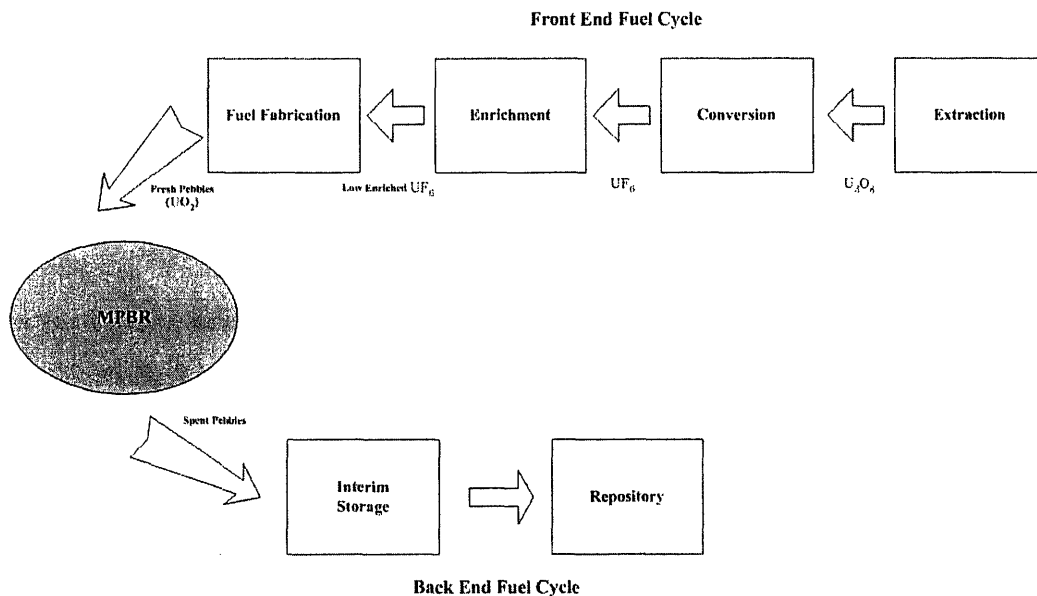 Front End Fuel Cycle
Fuel Fabrication
Enrichment
Conversion
Extraction
Fresh Pebbles
(UO₂)
Low Enriched UF₆
UF₆
U₃O₈
MPBR
Spent Pebbles
Interim
Storage
Repository
Back End Fuel Cycle